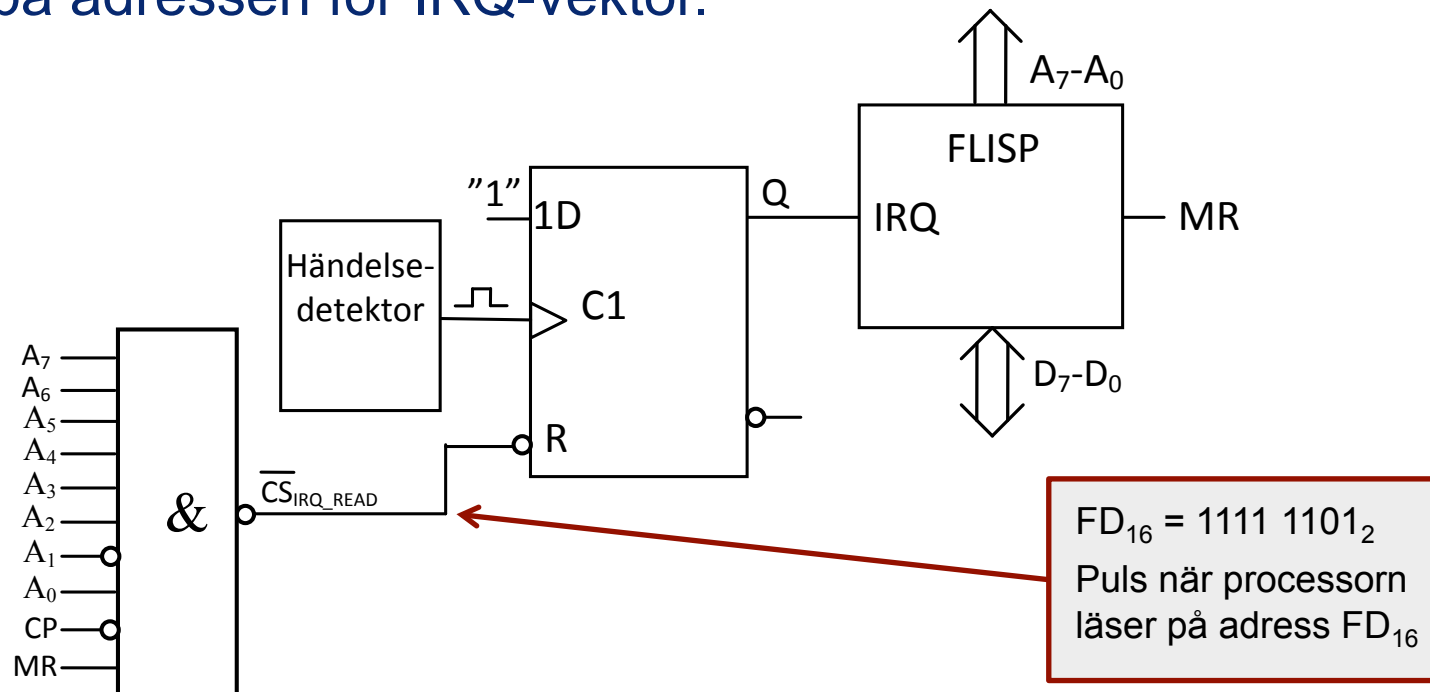 på adressen för IRQ-vektor.
A₇-A₀
FLISP
IRQ
MR
D₇-D₀
"1"
1D
Q
C1
R
Händelse-
detektor
A₇
A₆
A₅
A₄
A₃
A₂
A₁
A₀
CP
MR
&
C̅S̅IRQ_READ
FD₁₆ = 1111 1101₂
Puls när processorn
läser på adress FD₁₆